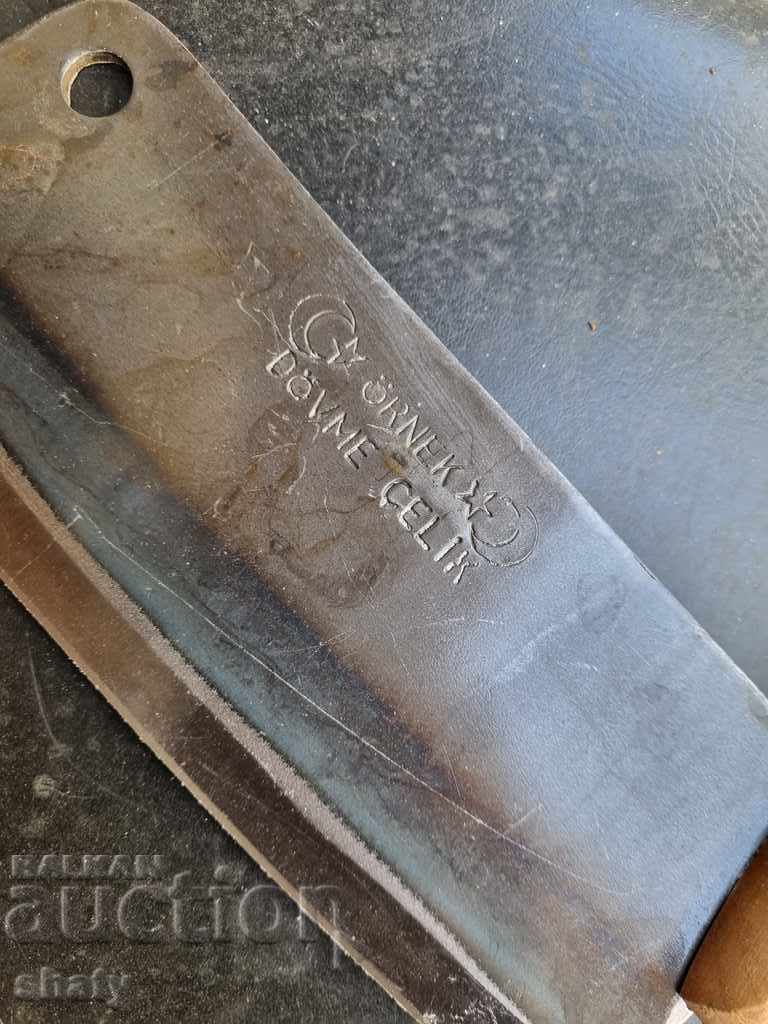 ÖRNEK
DÖVME ÇELİK
BALKAN
auction
shaty